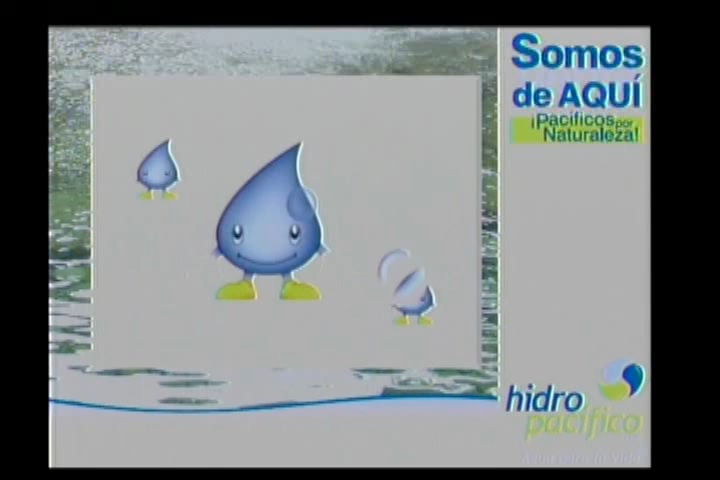 Somos
de AQUÍ
¡Pacíficos por
Naturaleza!
hidro
pacífico